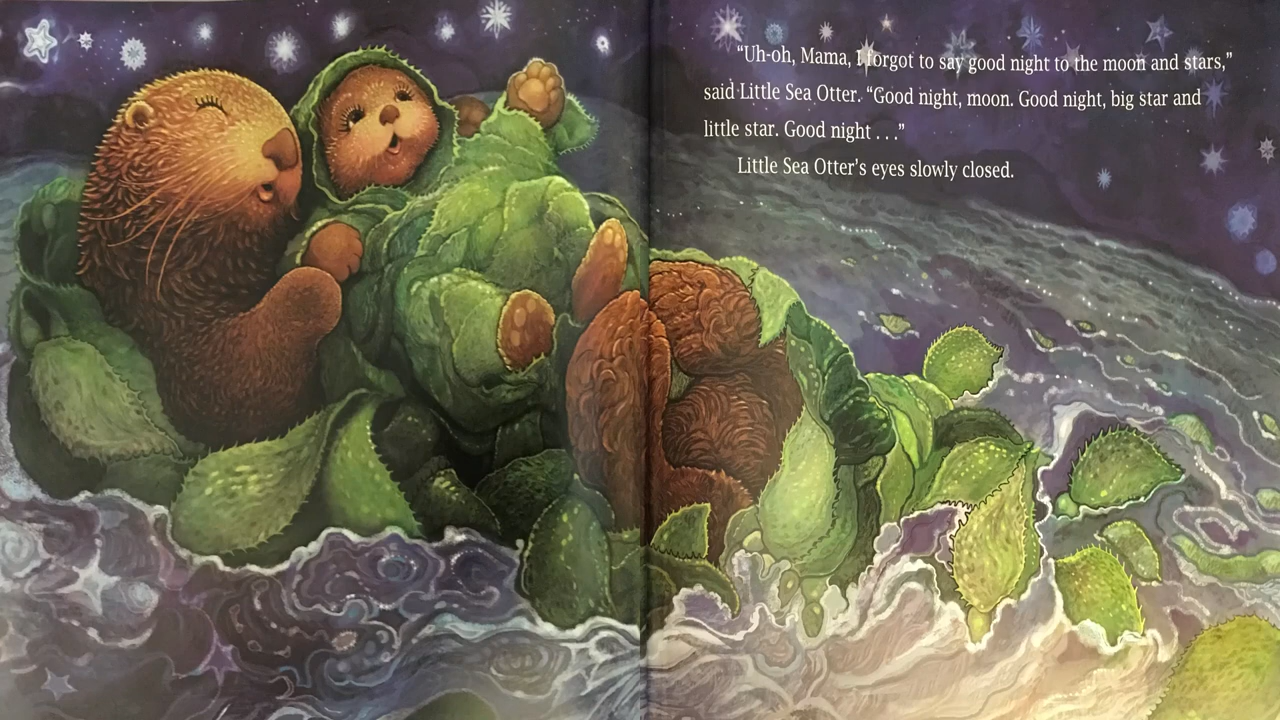 “Uh-oh, Mama, I forgot to say good night to the moon and stars,”
said Little Sea Otter. “Good night, moon. Good night, big star and
little star. Good night . . .”
Little Sea Otter’s eyes slowly closed.